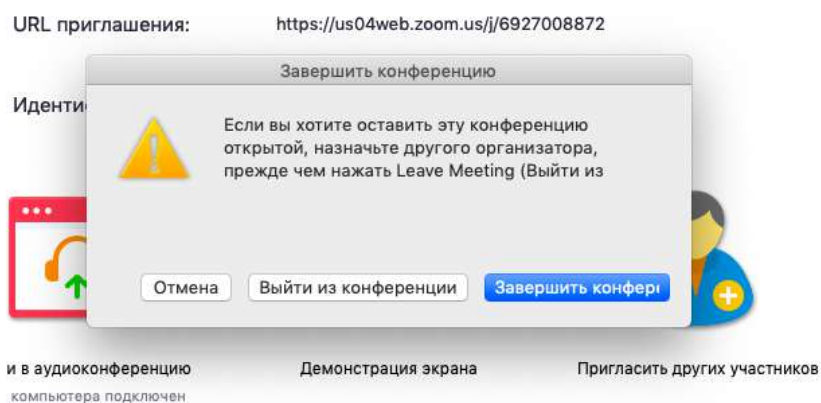 URL приглашения: https://us04web.zoom.us/j/6927008872
Завершить конференцию
Иденти
Если вы хотите оставить эту конференцию
открытой, назначьте другого организатора,
прежде чем нажать Leave Meeting (Выйти из
Отмена Выйти из конференции Завершить конфере
и в аудиоконференцию Демонстрация экрана Пригласить других участников
компьютера подключен